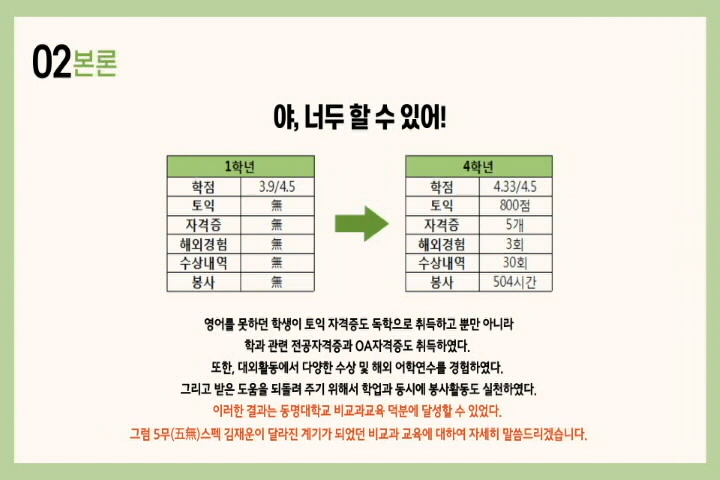 02본론
야, 너두 할 수 있어!
1학년
학점 3.9/4.5
토익 無
자격증 無
해외경험 無
수상내역 無
봉사 無
4학년
학점 4.33/4.5
토익 800점
자격증 5개
해외경험 3회
수상내역 30회
봉사 504시간
영어를 못하던 학생이 토익 자격증도 독학으로 취득하고 뿐만 아니라
학과 관련 전공자격증과 OA자격증도 취득하였다.
또한, 대외활동에서 다양한 수상 및 해외 어학연수를 경험하였다.
그리고 받은 도움을 되돌려 주기 위해서 학업과 동시에 봉사활동도 실천하였다.
이러한 결과는 동명대학교 비교과교육 덕분에 달성할 수 있었다.
그럼 5무(五無)스펙 김재운이 달라진 계기가 되었던 비교과 교육에 대하여 자세히 말씀드리겠습니다.